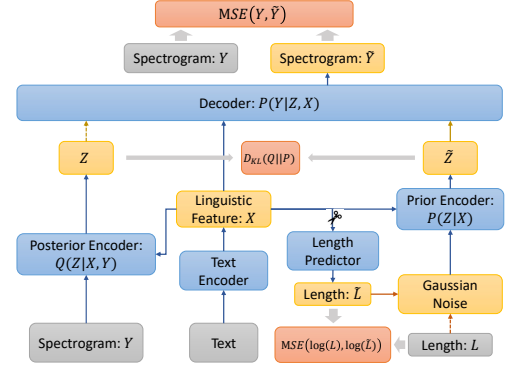 MSE(Y, Ỹ)
Spectrogram: Y
Spectrogram: Ỹ
Decoder: P(Y|Z, X)
Z
D_KL(Q||P)
Z̃
Linguistic
Feature: X
Prior Encoder:
P(Z|X)
Posterior Encoder:
Q(Z|X, Y)
Text
Encoder
Length
Predictor
Length: L̃
Gaussian
Noise
Spectrogram: Y
Text
MSE(log(L), log(L̃))
Length: L